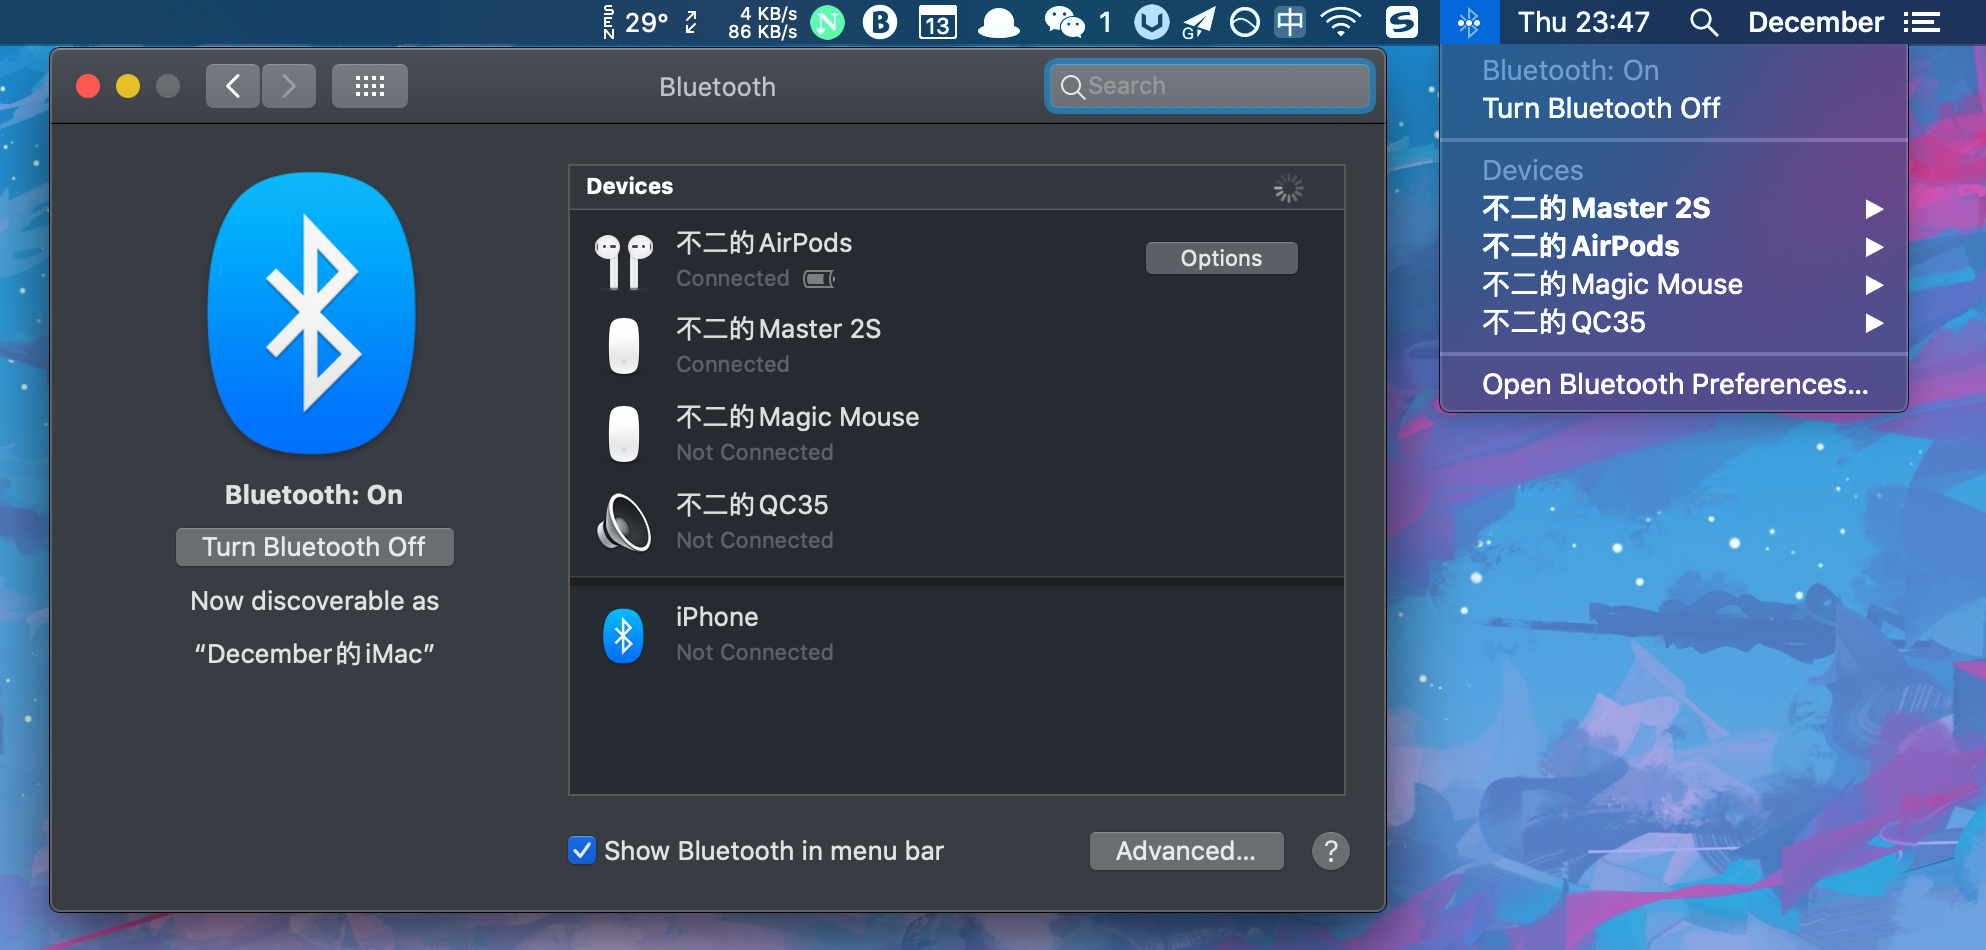 SEN 29° 4 KB/s 86 KB/s N B 13 1 G 中 S Thu 23:47 December
Bluetooth
Search
Bluetooth: On
Turn Bluetooth Off
Now discoverable as
“December的iMac”
Devices
不二的AirPods
Connected
Options
不二的Master 2S
Connected
不二的Magic Mouse
Not Connected
不二的QC35
Not Connected
iPhone
Not Connected
Show Bluetooth in menu bar
Advanced...
?
Bluetooth: On
Turn Bluetooth Off
Devices
不二的Master 2S
不二的AirPods
不二的Magic Mouse
不二的QC35
Open Bluetooth Preferences...